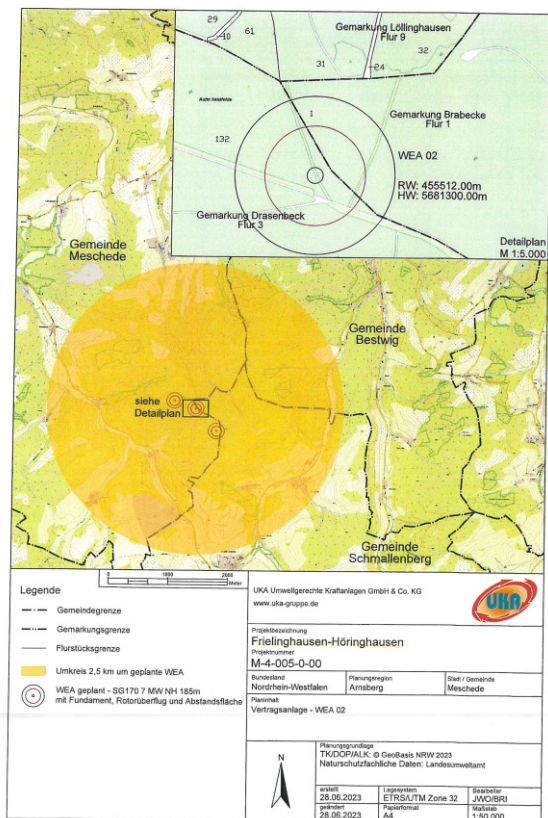 29
10
61
31
24
32
Gemarkung Löllinghausen
Flur 9
1
132
Gemarkung Brabecke
Flur 1
WEA 02
RW: 455512.00m
HW: 5681300.00m
Gemarkung Drasenbeck
Flur 3
Detailplan
M 1:5.000
Gemeinde
Meschede
Gemeinde
Bestwig
siehe
Detailplan
Gemeinde
Schmallenberg
0 1000 2000
Meter
Legende
Gemeindegrenze
Gemarkungsgrenze
Flurstücksgrenze
Umkreis 2,5 km um geplante WEA
WEA geplant - SG170 7 MW NH 185m
mit Fundament, Rotorüberflug und Abstandsfläche
UKA Umweltgerechte Kraftanlagen GmbH & Co. KG
www.uka-gruppe.de
UKA
Projektbezeichnung
Frielinghausen-Höringhausen
Projektnummer
M-4-005-0-00
Bundesland
Nordrhein-Westfalen
Planungsregion
Arnsberg
Stadt / Gemeinde
Meschede
Planinhalt
Vertragsanlage - WEA 02
N
Planungsgrundlage
TK/DOP/ALK: © GeoBasis NRW 2023
Naturschutzfachliche Daten: Landesumweltamt
erstellt
28.06.2023
Lagesystem
ETRS/UTM Zone 32
Bearbeiter
JWO/BRI
geändert
28.06.2023
Papierformat
A4
Maßstab
1:50.000